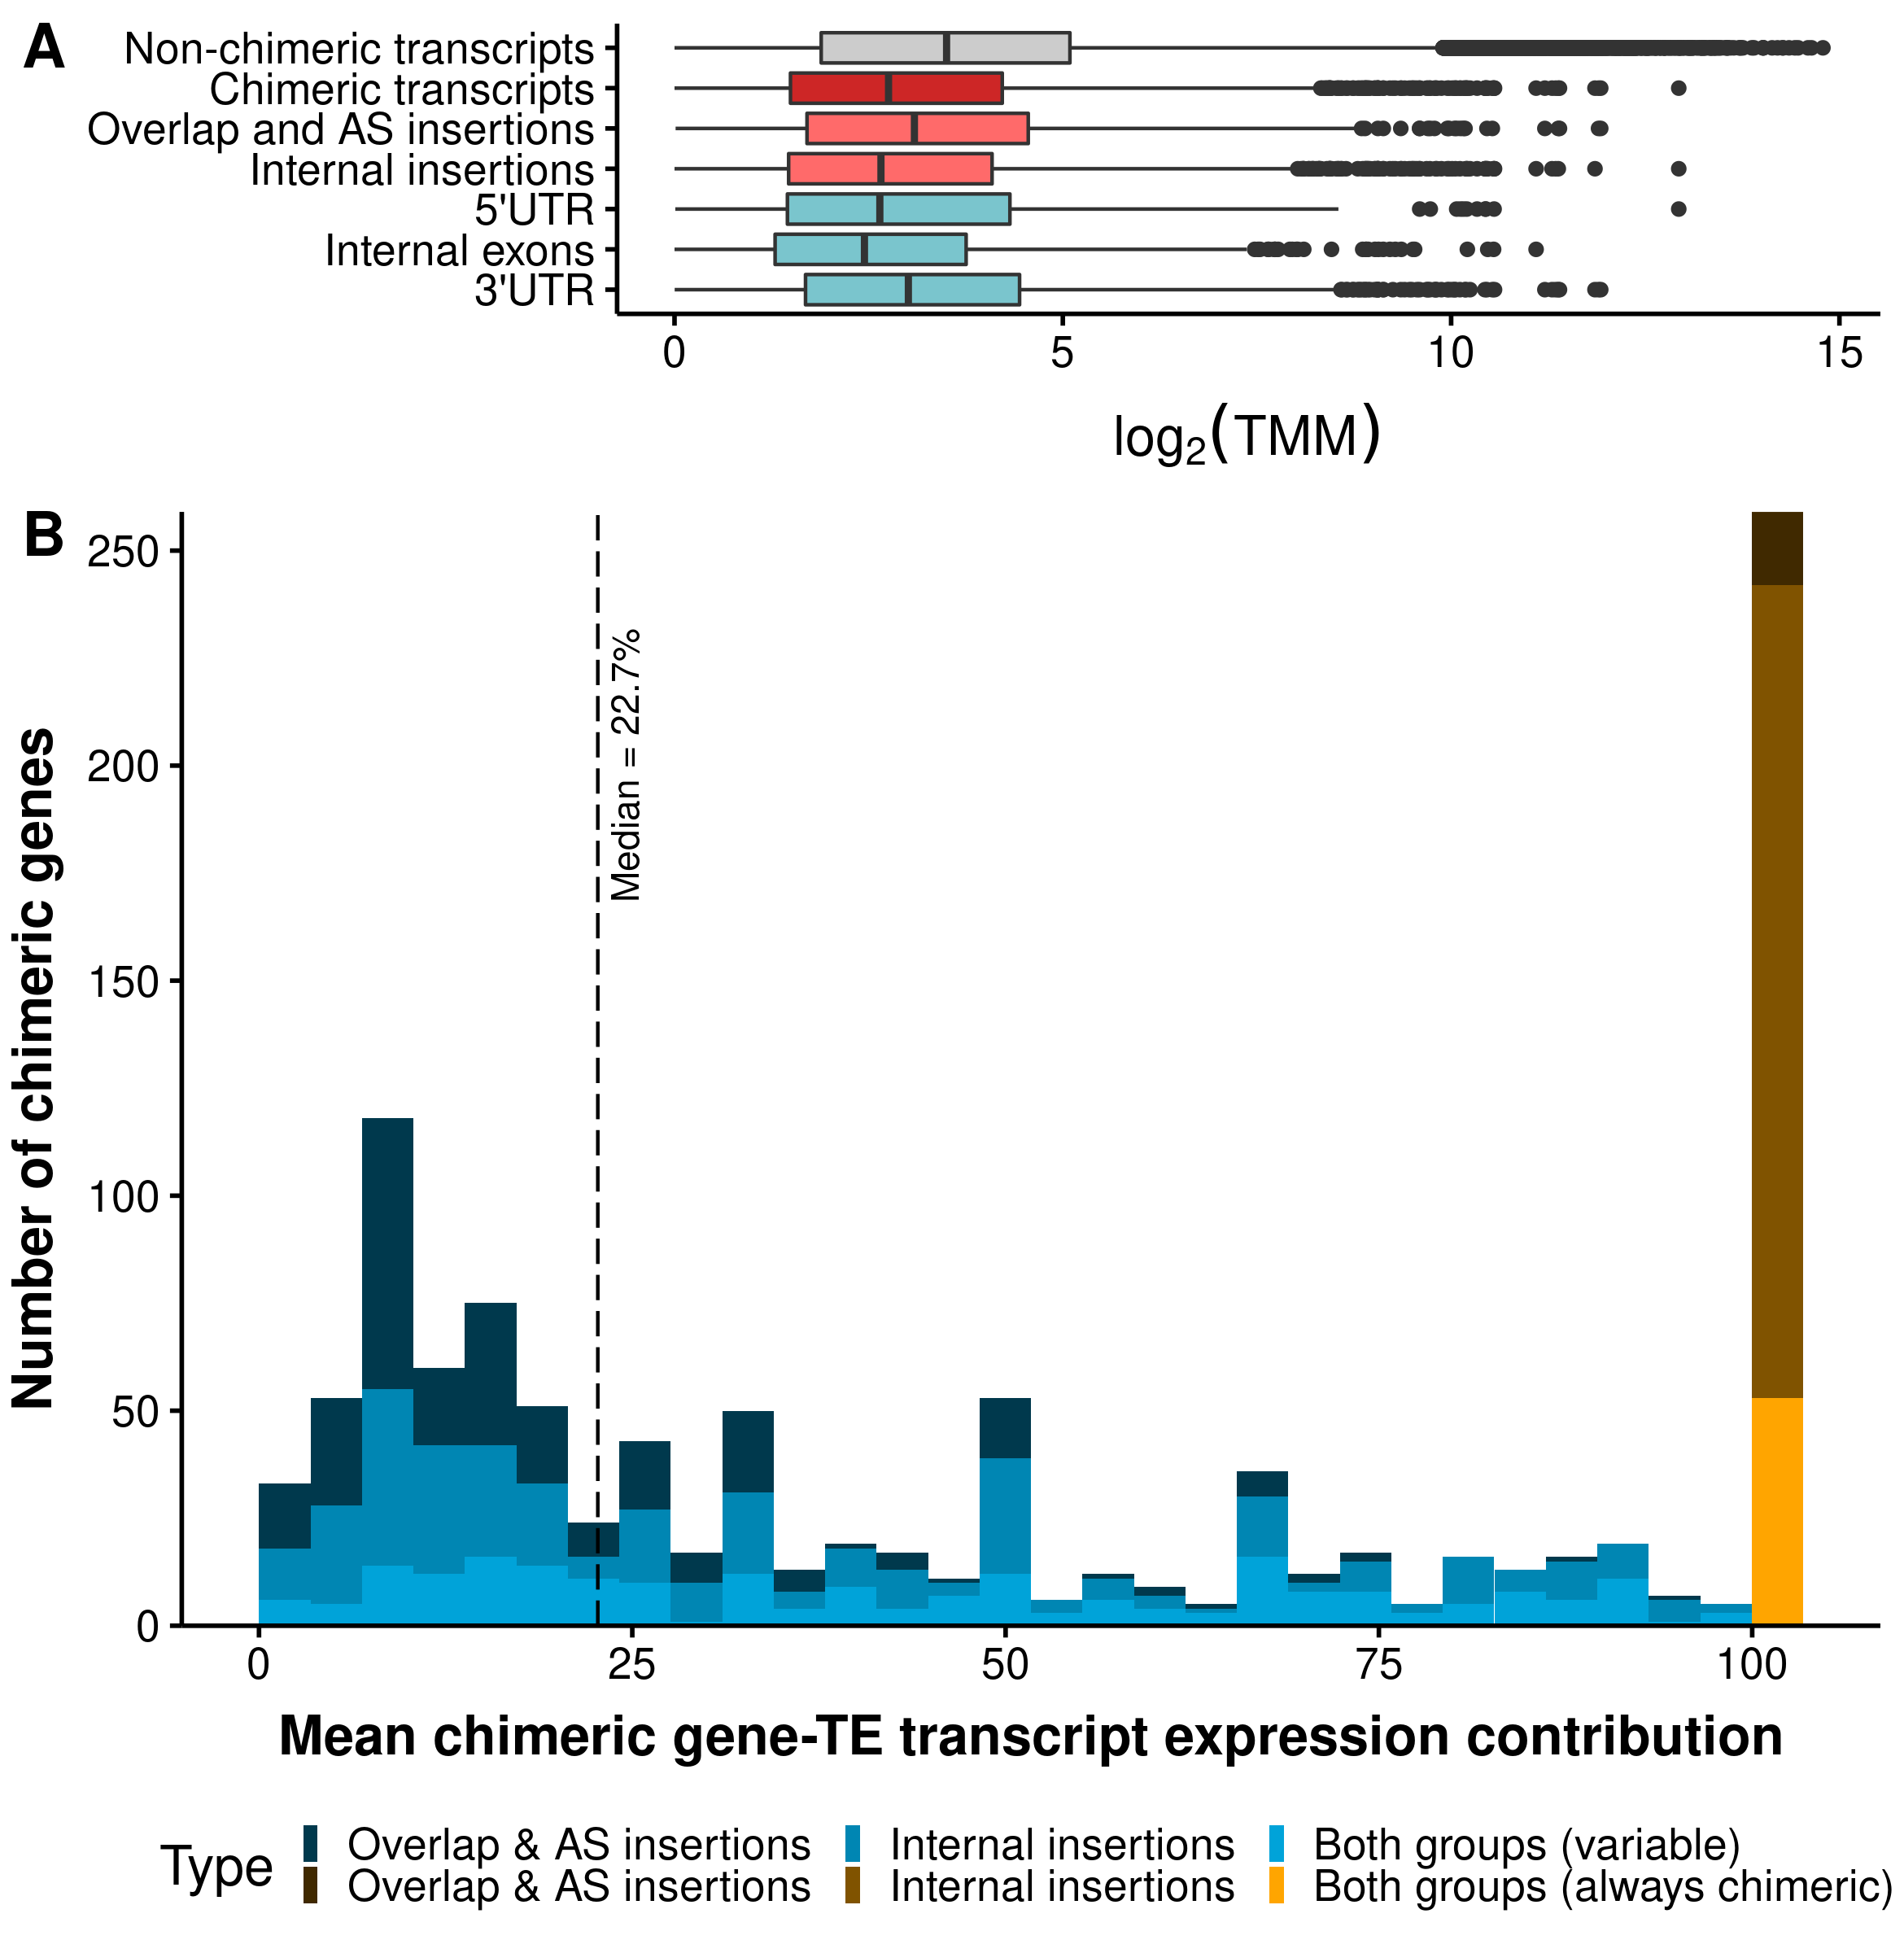 A
Non-chimeric transcripts
Chimeric transcripts
Overlap and AS insertions
Internal insertions
5'UTR
Internal exons
3'UTR
0 5 10 15
log2(TMM)
B
Number of chimeric genes
250
200
150
100
50
0
Median = 22.7%
0 25 50 75 100
Mean chimeric gene-TE transcript expression contribution
Type
Overlap & AS insertions Internal insertions Both groups (variable)
Overlap & AS insertions Internal insertions Both groups (always chimeric)